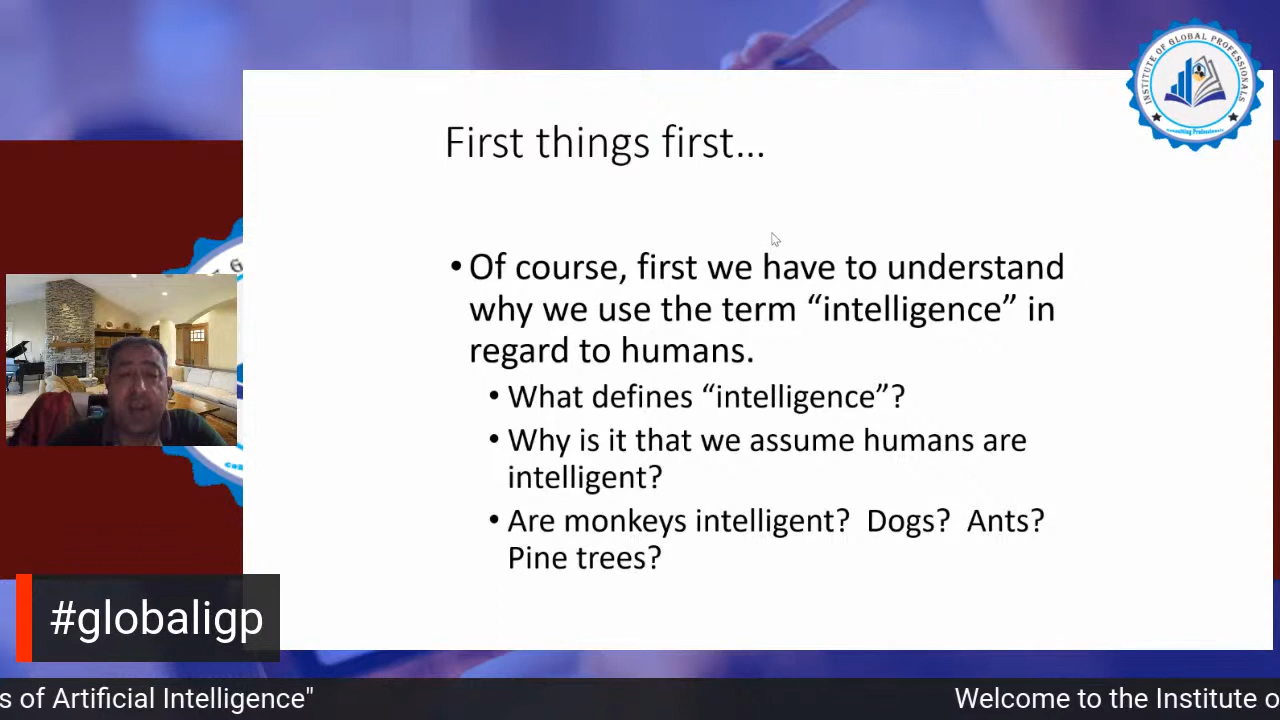 INSTITUTE OF GLOBAL PROFESSIONALS
Consulting Professionals
First things first...
• Of course, first we have to understand
why we use the term “intelligence” in
regard to humans.
• What defines “intelligence”?
• Why is it that we assume humans are
intelligent?
• Are monkeys intelligent?  Dogs?  Ants?
Pine trees?
#globaligp
s of Artificial Intelligence"
Welcome to the Institute o